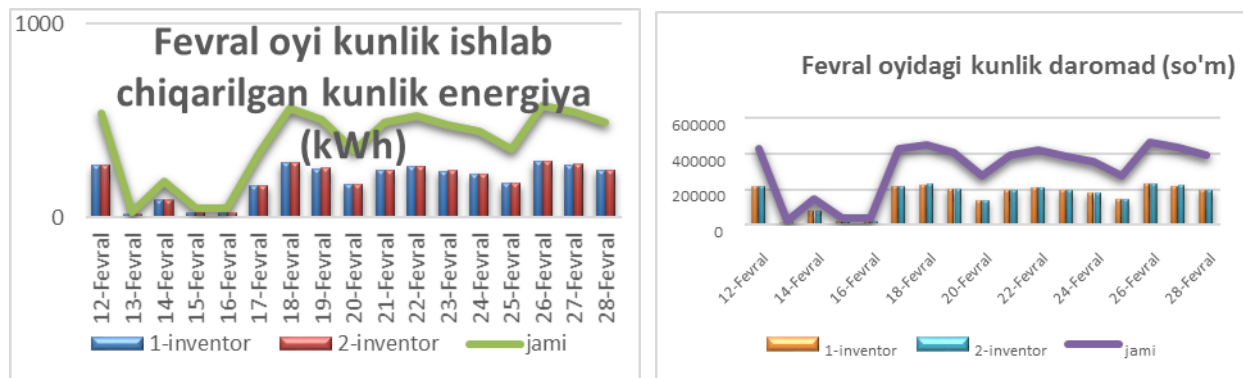 Fevral oyi kunlik ishlab
chiqarilgan kunlik energiya
(kWh)
1000
0
12-Fevral
13-Fevral
14-Fevral
15-Fevral
16-Fevral
17-Fevral
18-Fevral
19-Fevral
20-Fevral
21-Fevral
22-Fevral
23-Fevral
24-Fevral
25-Fevral
26-Fevral
27-Fevral
28-Fevral
1-inventor 2-inventor jami
Fevral oyidagi kunlik daromad (so'm)
600000
400000
200000
0
12-Fevral
14-Fevral
16-Fevral
18-Fevral
20-Fevral
22-Fevral
24-Fevral
26-Fevral
28-Fevral
1-inventor 2-inventor jami